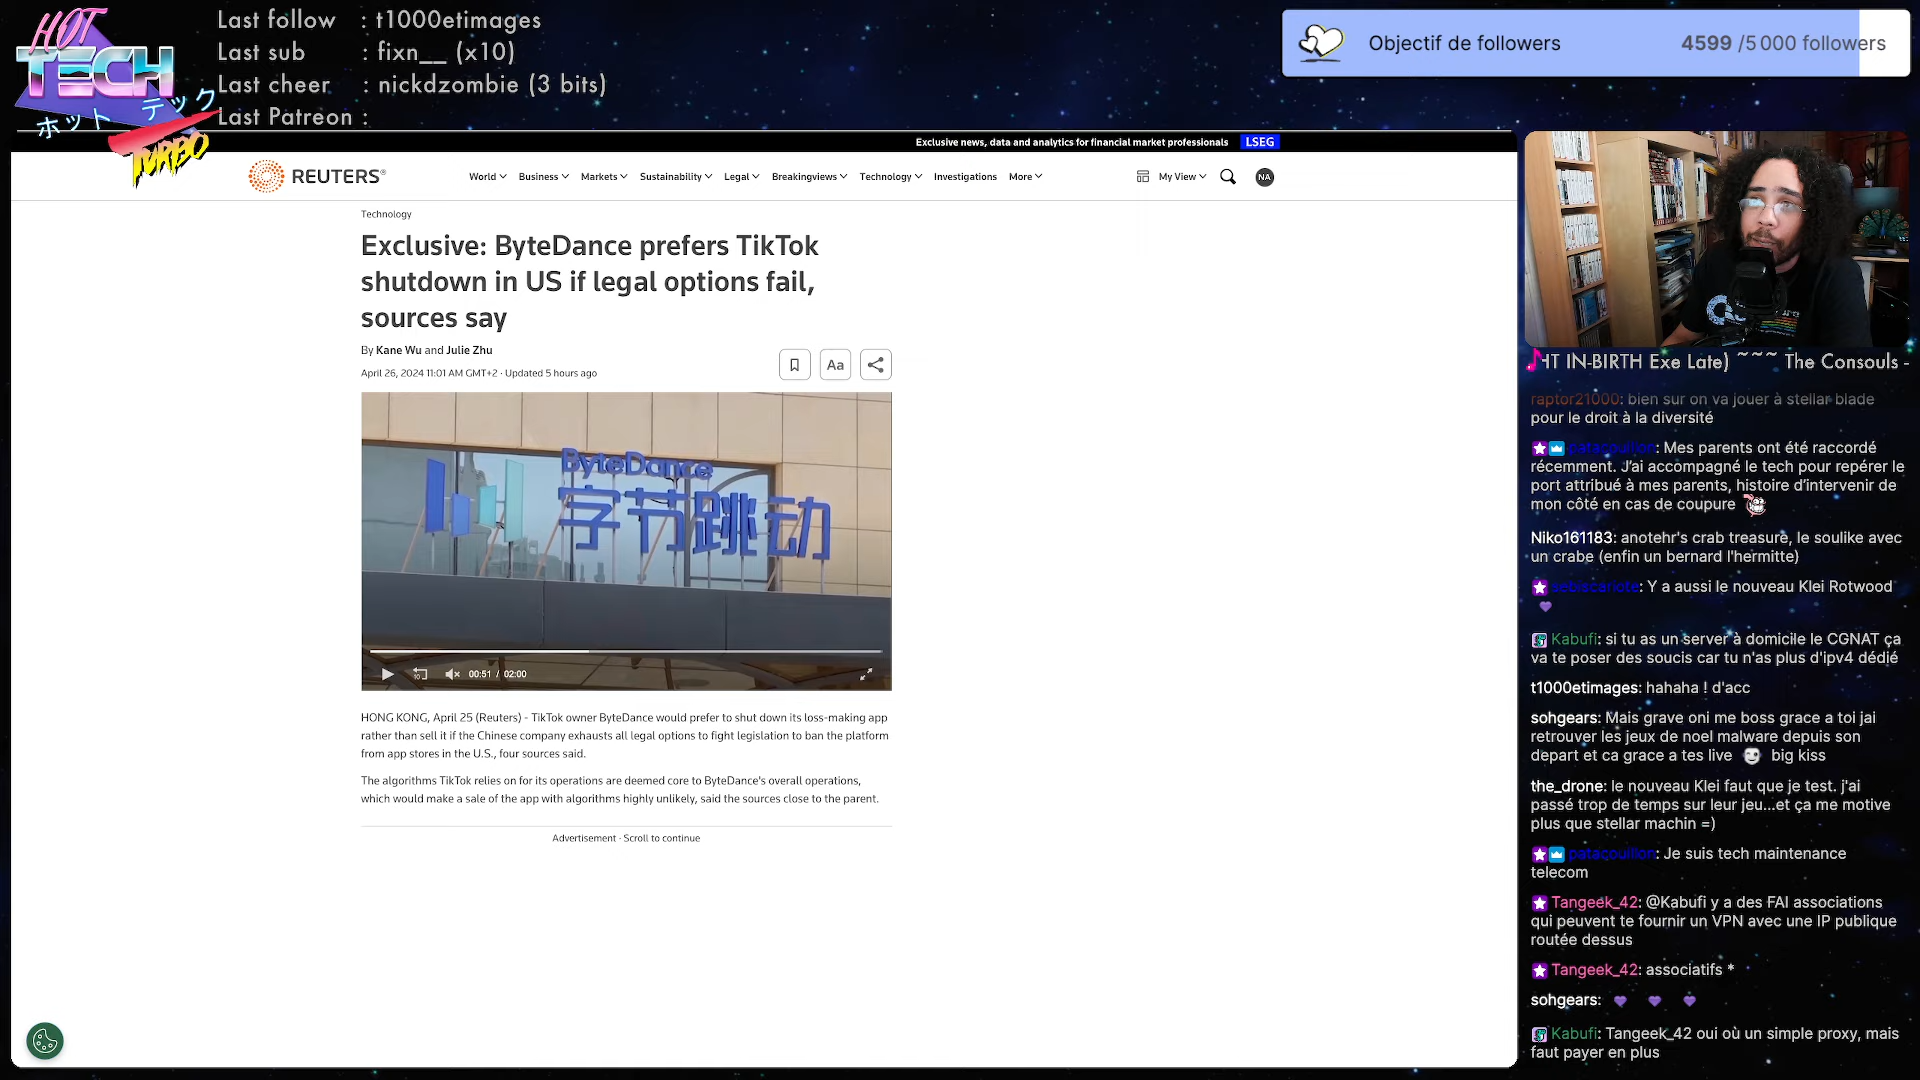 HOT
TECH
ホット テック
TURBO
Last follow : t1000etimages
Last sub : fixn__ (x10)
Last cheer : nickdzombie (3 bits)
Last Patreon :
Objectif de followers 4599 /5 000 followers
Exclusive news, data and analytics for financial market professionals LSEG
REUTERS®
World Business Markets Sustainability Legal Breakingviews Technology Investigations More My View NA
Technology
Exclusive: ByteDance prefers TikTok
shutdown in US if legal options fail,
sources say
By Kane Wu and Julie Zhu
April 26, 2024 11:01 AM GMT+2 · Updated 5 hours ago
Aa
ByteDance
字节跳动
10
00:51 / 02:00
HONG KONG, April 25 (Reuters) - TikTok owner ByteDance would prefer to shut down its loss-making app
rather than sell it if the Chinese company exhausts all legal options to fight legislation to ban the platform
from app stores in the U.S., four sources said.
The algorithms TikTok relies on for its operations are deemed core to ByteDance's overall operations,
which would make a sale of the app with algorithms highly unlikely, said the sources close to the parent.
Advertisement · Scroll to continue
HT IN-BIRTH Exe Late) ~~~ The Consouls -
raptor21000: bien sur on va jouer à stellar blade
pour le droit à la diversité
patacouillon: Mes parents ont été raccordé
récemment. J'ai accompagné le tech pour repérer le
port attribué à mes parents, histoire d'intervenir de
mon côté en cas de coupure
Niko161183: anotehr's crab treasure, le soulike avec
un crabe (enfin un bernard l'hermitte)
: Y a aussi le nouveau Klei Rotwood
Kabufi: si tu as un server à domicile le CGNAT ça
va te poser des soucis car tu n'as plus d'ipv4 dédié
t1000etimages: hahaha ! d'acc
sohgears: Mais grave oni me boss grace a toi jai
retrouver les jeux de noel malware depuis son
depart et ca grace a tes live big kiss
the_drone: le nouveau Klei faut que je test. j'ai
passé trop de temps sur leur jeu...et ça me motive
plus que stellar machin =)
patacouillon: Je suis tech maintenance
telecom
Tangeek_42: @Kabufi y a des FAI associations
qui peuvent te fournir un VPN avec une IP publique
routée dessus
Tangeek_42: associatifs *
sohgears:
Kabufi: Tangeek_42 oui où un simple proxy, mais
faut payer en plus